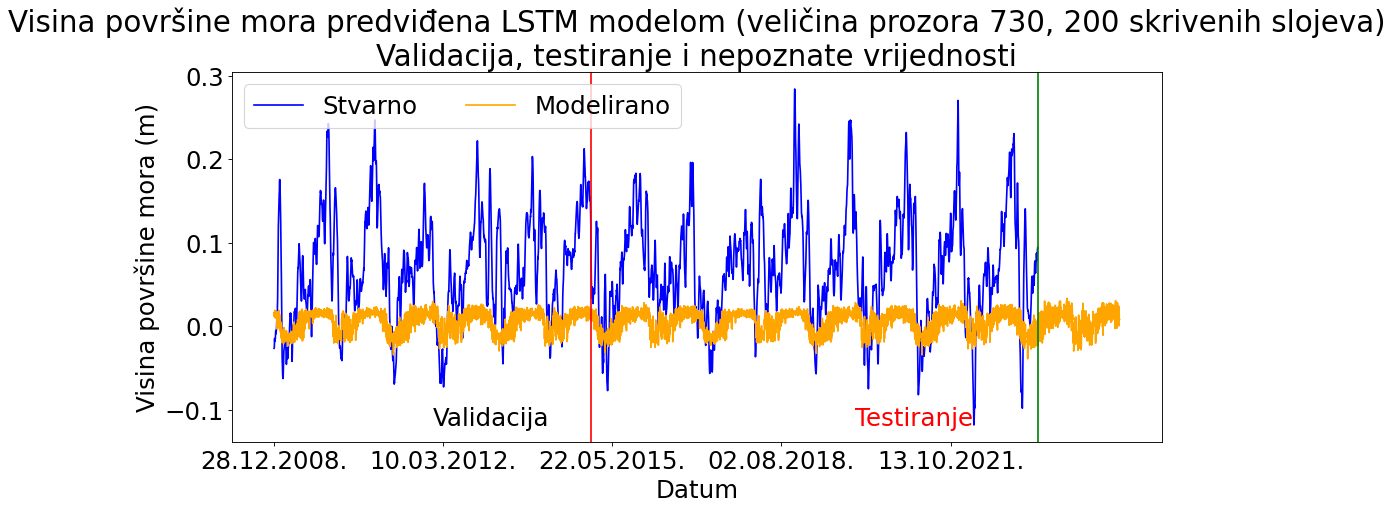 Visina površine mora predviđena LSTM modelom (veličina prozora 730, 200 skrivenih slojeva)
Validacija, testiranje i nepoznate vrijednosti
Stvarno Modelirano
Visina površine mora (m)
0.3
0.2
0.1
0.0
−0.1
Validacija
Testiranje
28.12.2008. 10.03.2012. 22.05.2015. 02.08.2018. 13.10.2021.
Datum